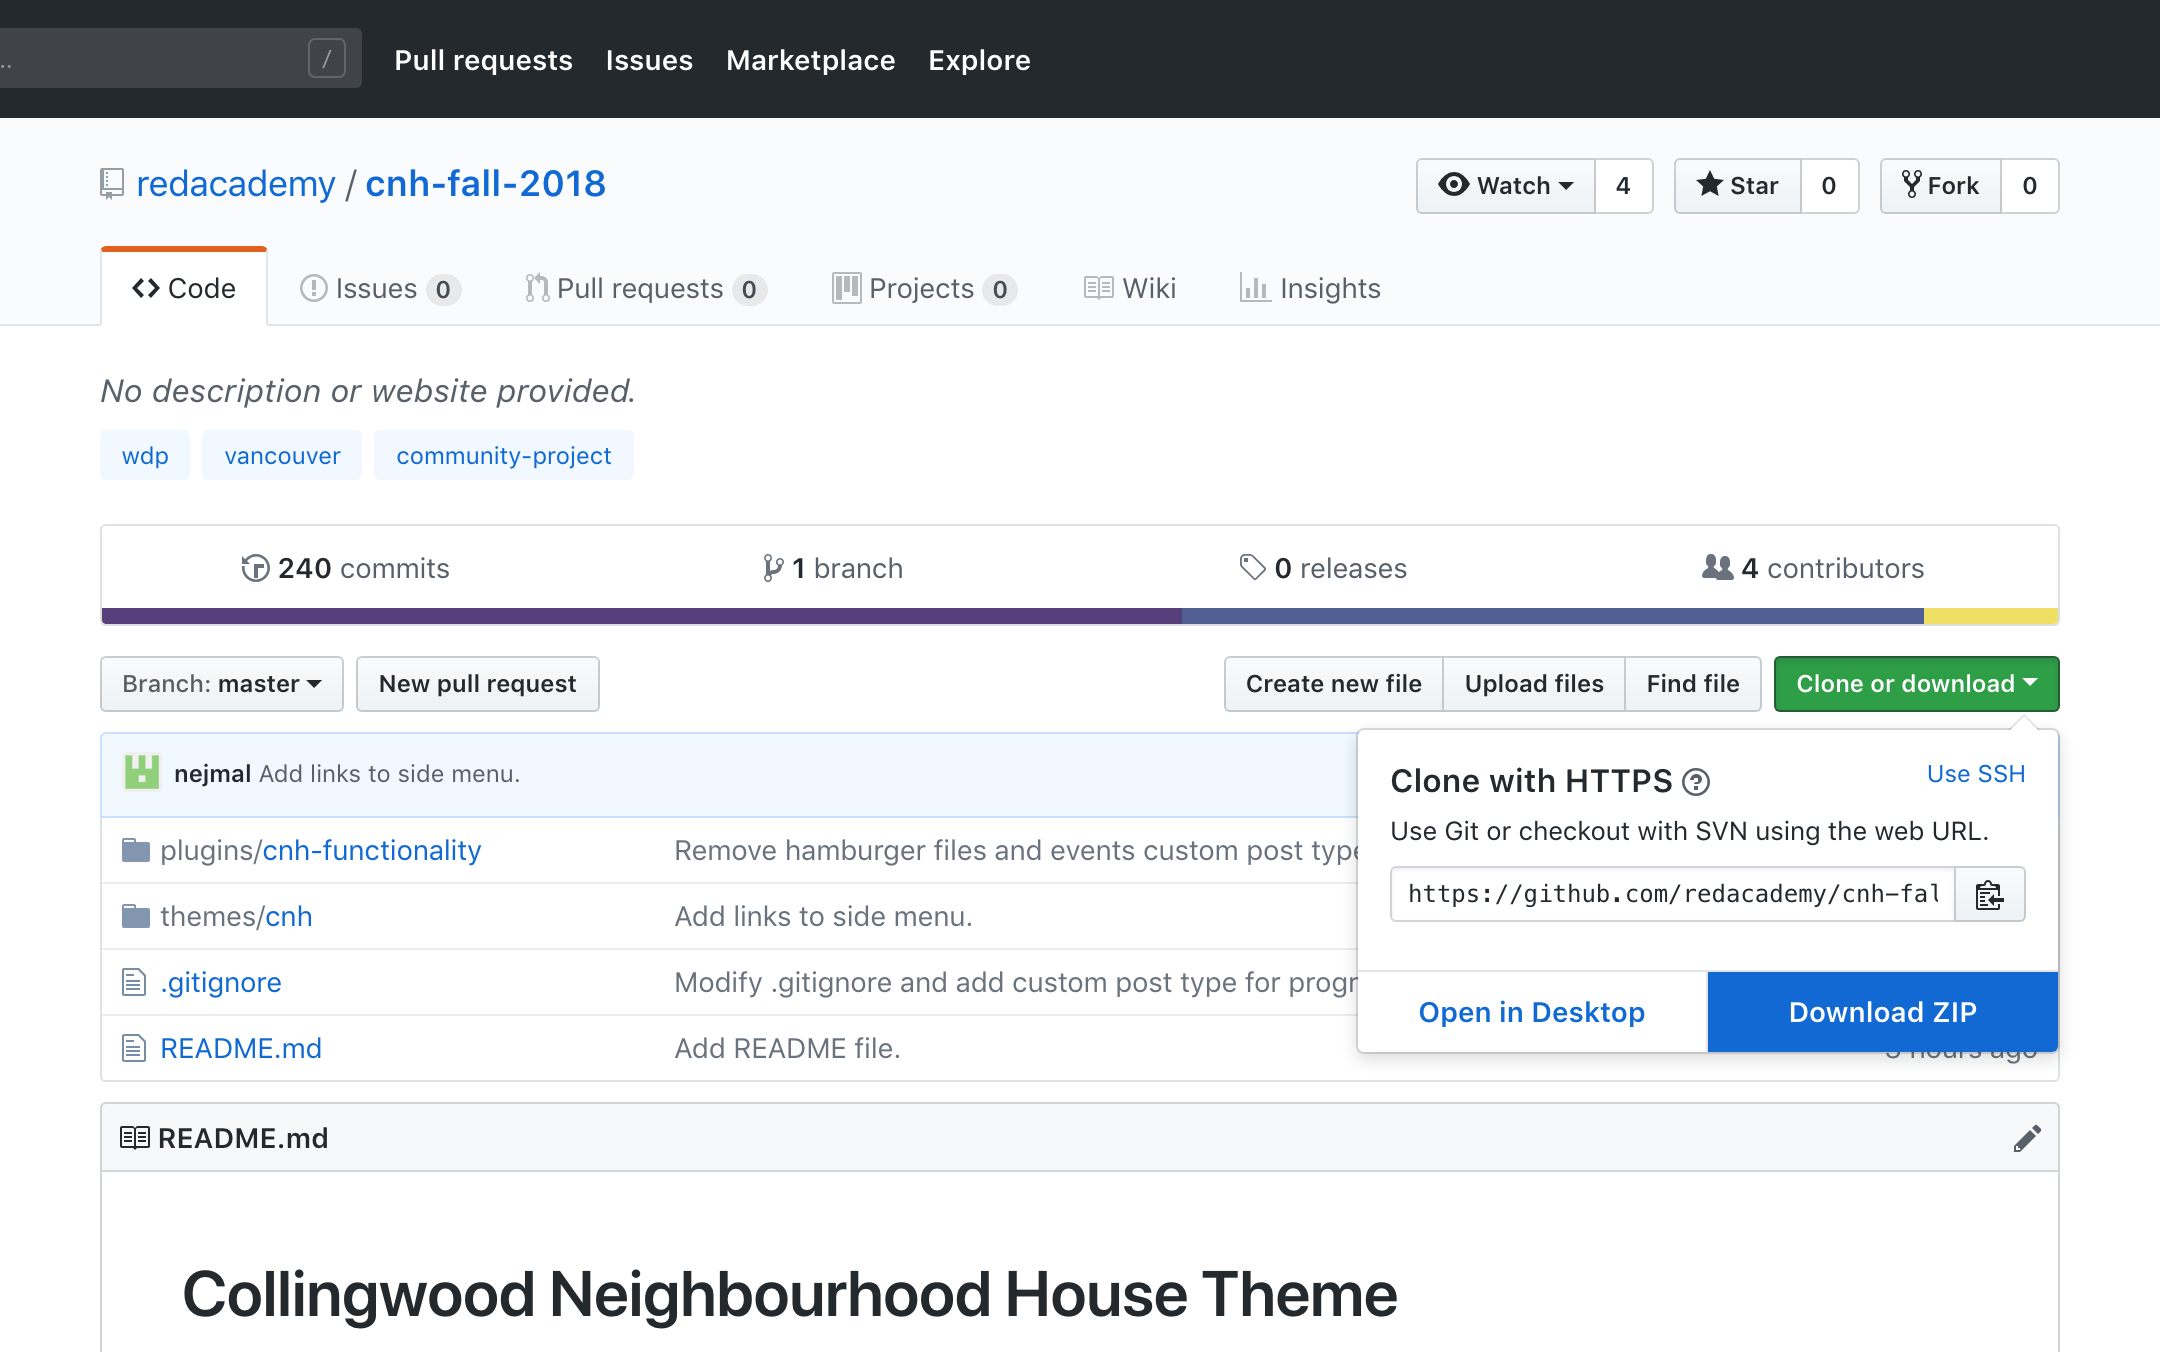 .. /
Pull requests Issues Marketplace Explore
redacademy / cnh-fall-2018
Watch 4 Star 0 Fork 0
Code Issues 0 Pull requests 0 Projects 0 Wiki Insights
No description or website provided.
wdp vancouver community-project
240 commits 1 branch 0 releases 4 contributors
Branch: master New pull request Create new file Upload files Find file Clone or download
nejmal Add links to side menu.
Clone with HTTPS ? Use SSH
Use Git or checkout with SVN using the web URL.
https://github.com/redacademy/cnh-fal
Open in Desktop Download ZIP
plugins/cnh-functionality Remove hamburger files and events custom post type
themes/cnh Add links to side menu.
.gitignore Modify .gitignore and add custom post type for progr
README.md Add README file. hours ago
README.md
Collingwood Neighbourhood House Theme